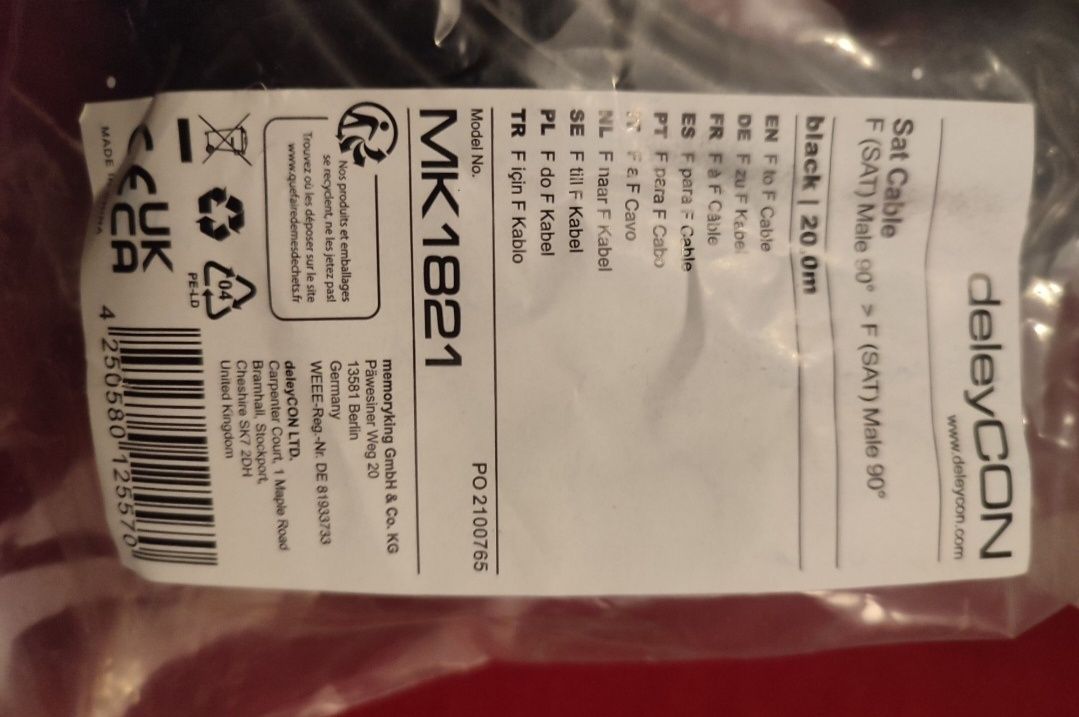 deleyCON
www.deleycon.com
Sat Cable
F (SAT) Male 90° > F (SAT) Male 90°
black | 20.0m
EN F to F Cable
DE F zu F Kabel
FR F à F Câble
ES F para F Cable
PT F para F Cabo
IT F a F Cavo
NL F naar F Kabel
SE F till F Kabel
PL F do F Kabel
TR F için F Kablo
Model No.
PO 2100765
MK1821
Nos produits et emballages
se recyclent, ne les jetez pas!
Trouvez où les déposer sur le site
www.quefairedemesdechets.fr
memoryking GmbH & Co. KG
Päwesiner Weg 20
13581 Berlin
Germany
WEEE-Reg.-Nr. DE 81933733
deleyCON LTD.
Carpenter Court, 1 Maple Road
Bramhall, Stockport,
Cheshire SK7 2DH
United Kingdom
04
PE-LD
CE
UK
CA
MADE
4 250580 125570